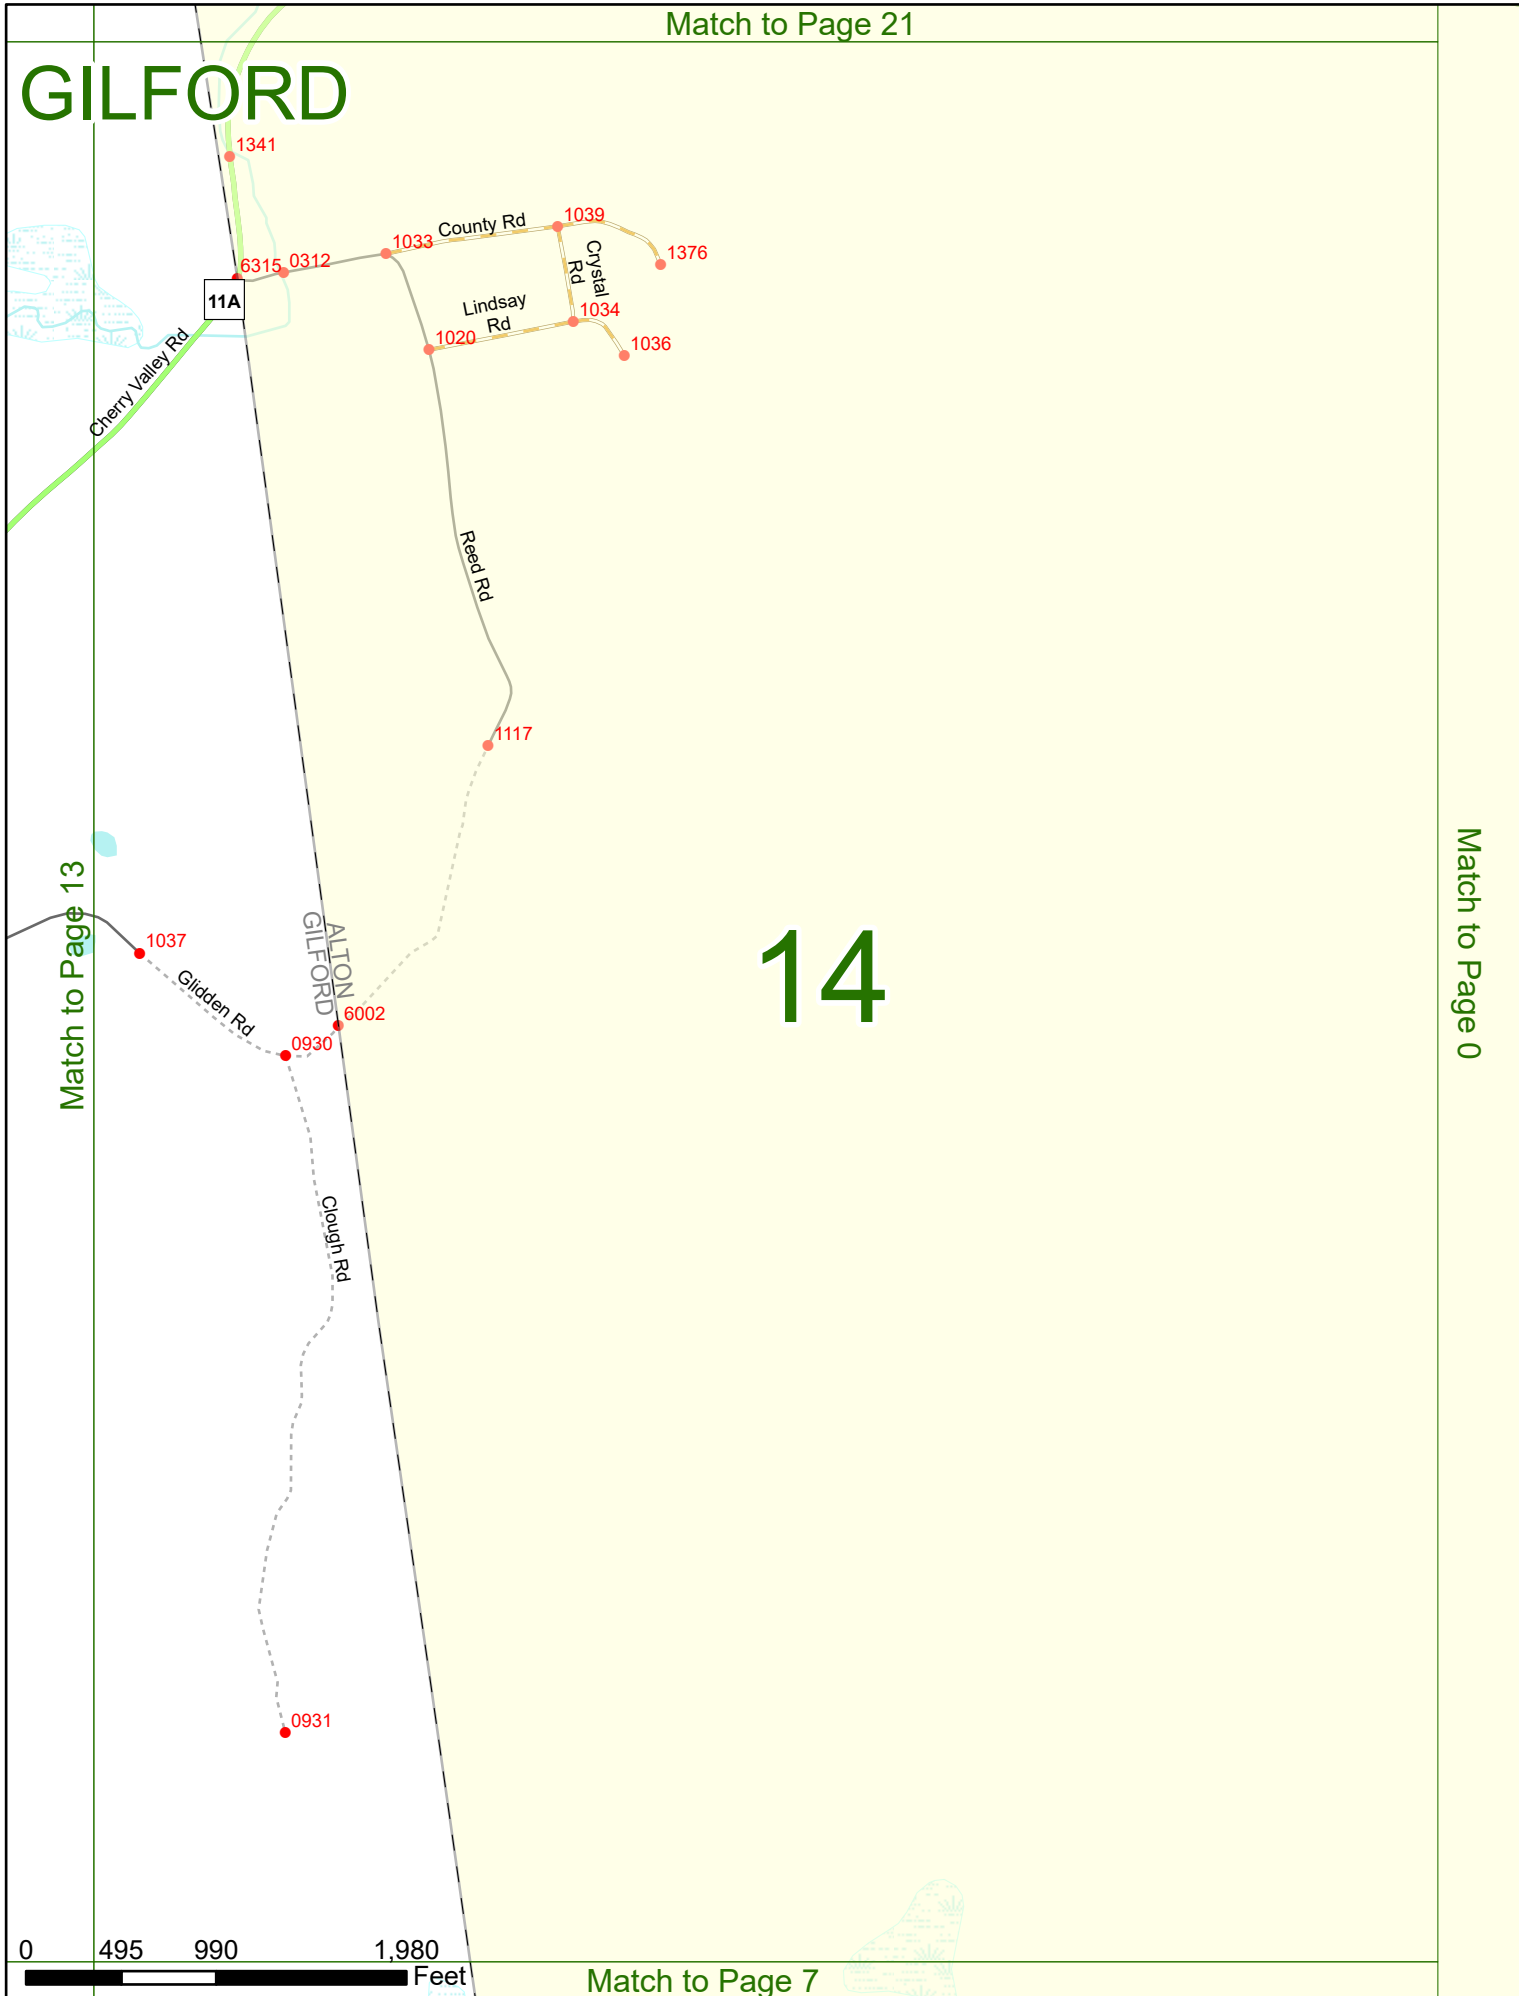 Match to Page 21
GILFORD
1341
County Rd
1039
1033
1376
6315
0312
Crystal
Rd
11A
Lindsay
Rd
1034
1020
1036
Cherry Valley Rd
Reed Rd
1117
Match to Page 13
Match to Page 0
ALTON
GILFORD
14
1037
Glidden Rd
6002
0930
Clough Rd
0931
0 495 990 1,980
Feet
Match to Page 7